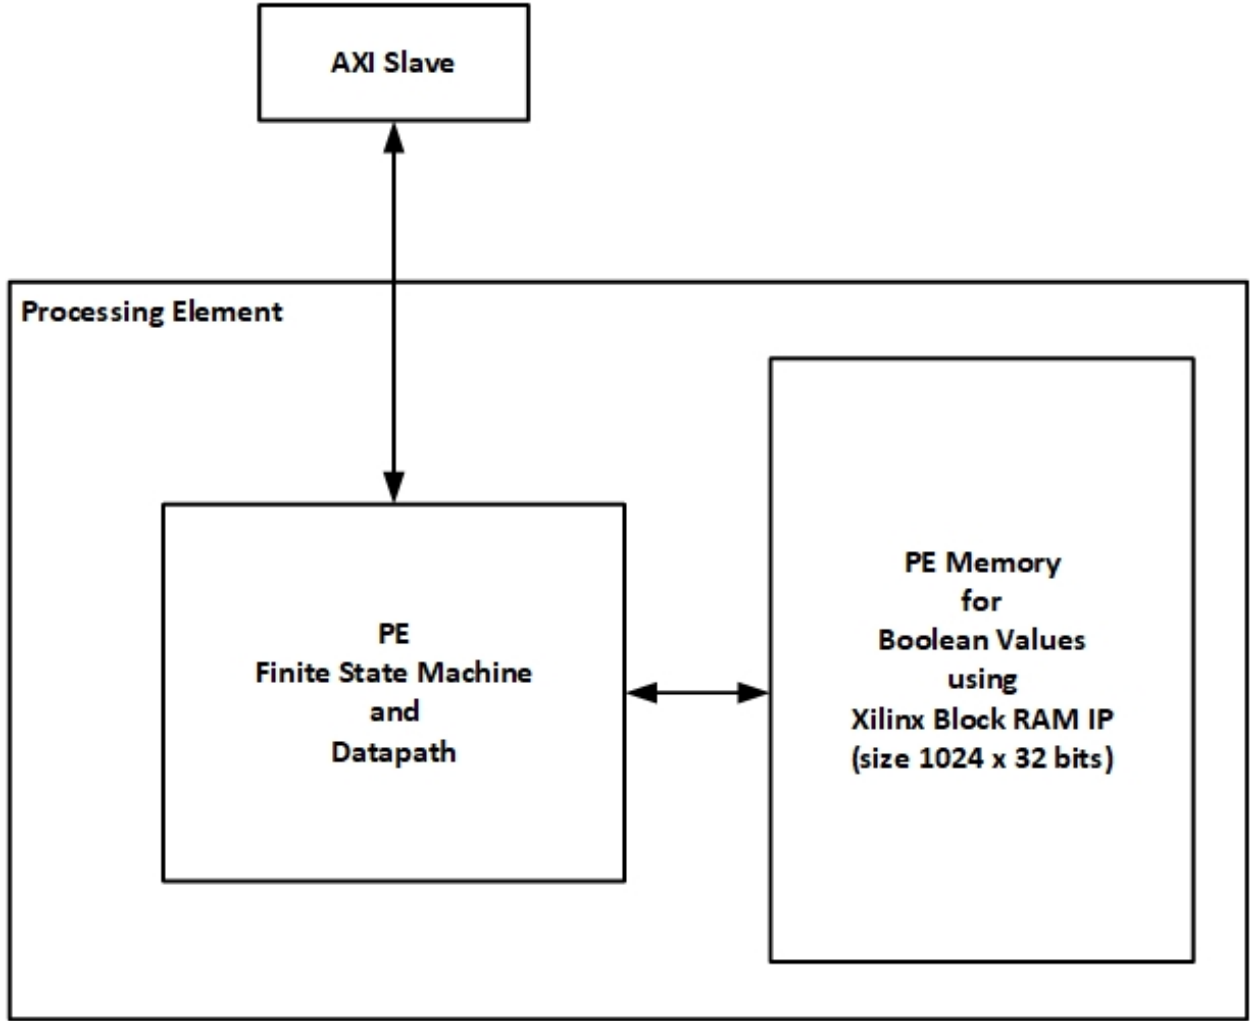 AXI Slave
Processing Element
PE
Finite State Machine
and
Datapath
PE Memory
for
Boolean Values
using
Xilinx Block RAM IP
(size 1024 x 32 bits)